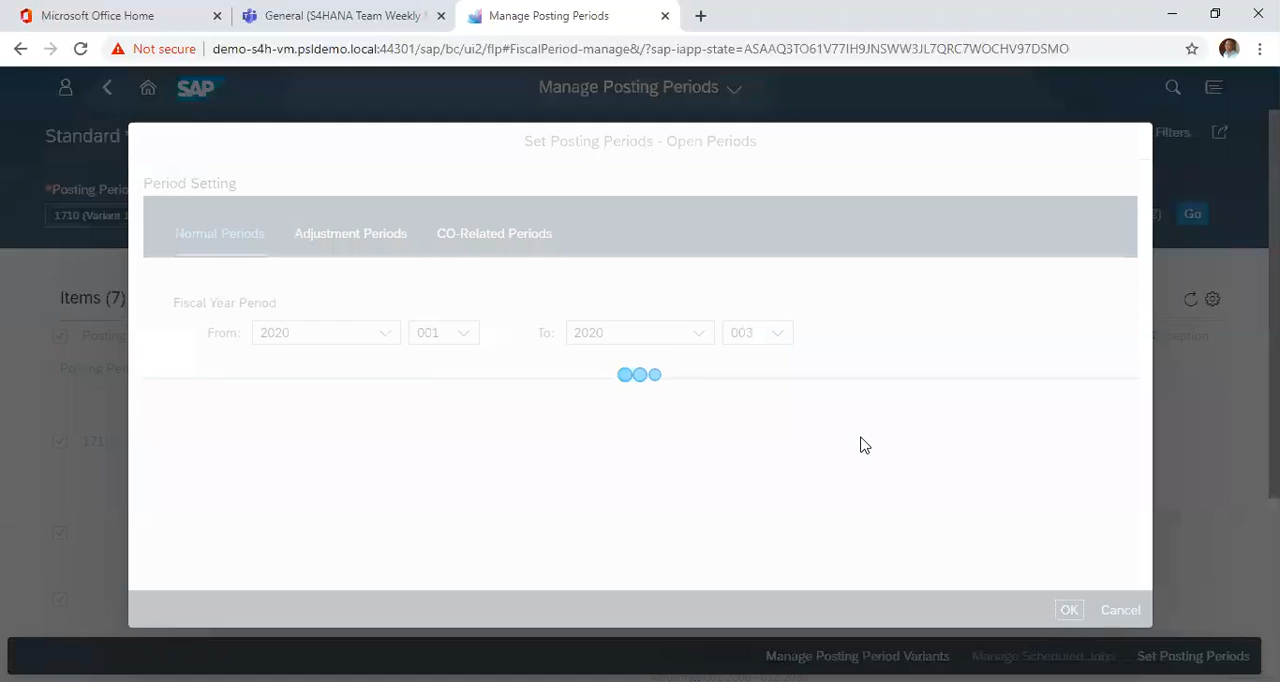 Microsoft Office Home
General (S4HANA Team Weekly
Manage Posting Periods
Not secure
demo-s4h-vm.psldemo.local:44301/sap/bc/ui2/flp#FiscalPeriod-manage&/?sap-iapp-state=ASAAQ3TO61V77IH9JNSWW3JL7QRC7WOCHV97DSMO
SAP
Manage Posting Periods
Standard
Filters
Set Posting Periods - Open Periods
*Posting Perio
Period Setting
1710 (Variant 1
Go
Normal Periods
Adjustment Periods
CO-Related Periods
Items (7)
Fiscal Year Period
From: 2020 001 To: 2020 003
Posting
ception
Posting Per
171
OK
Cancel
Manage Posting Period Variants
Manage Scheduled Jobs
Set Posting Periods